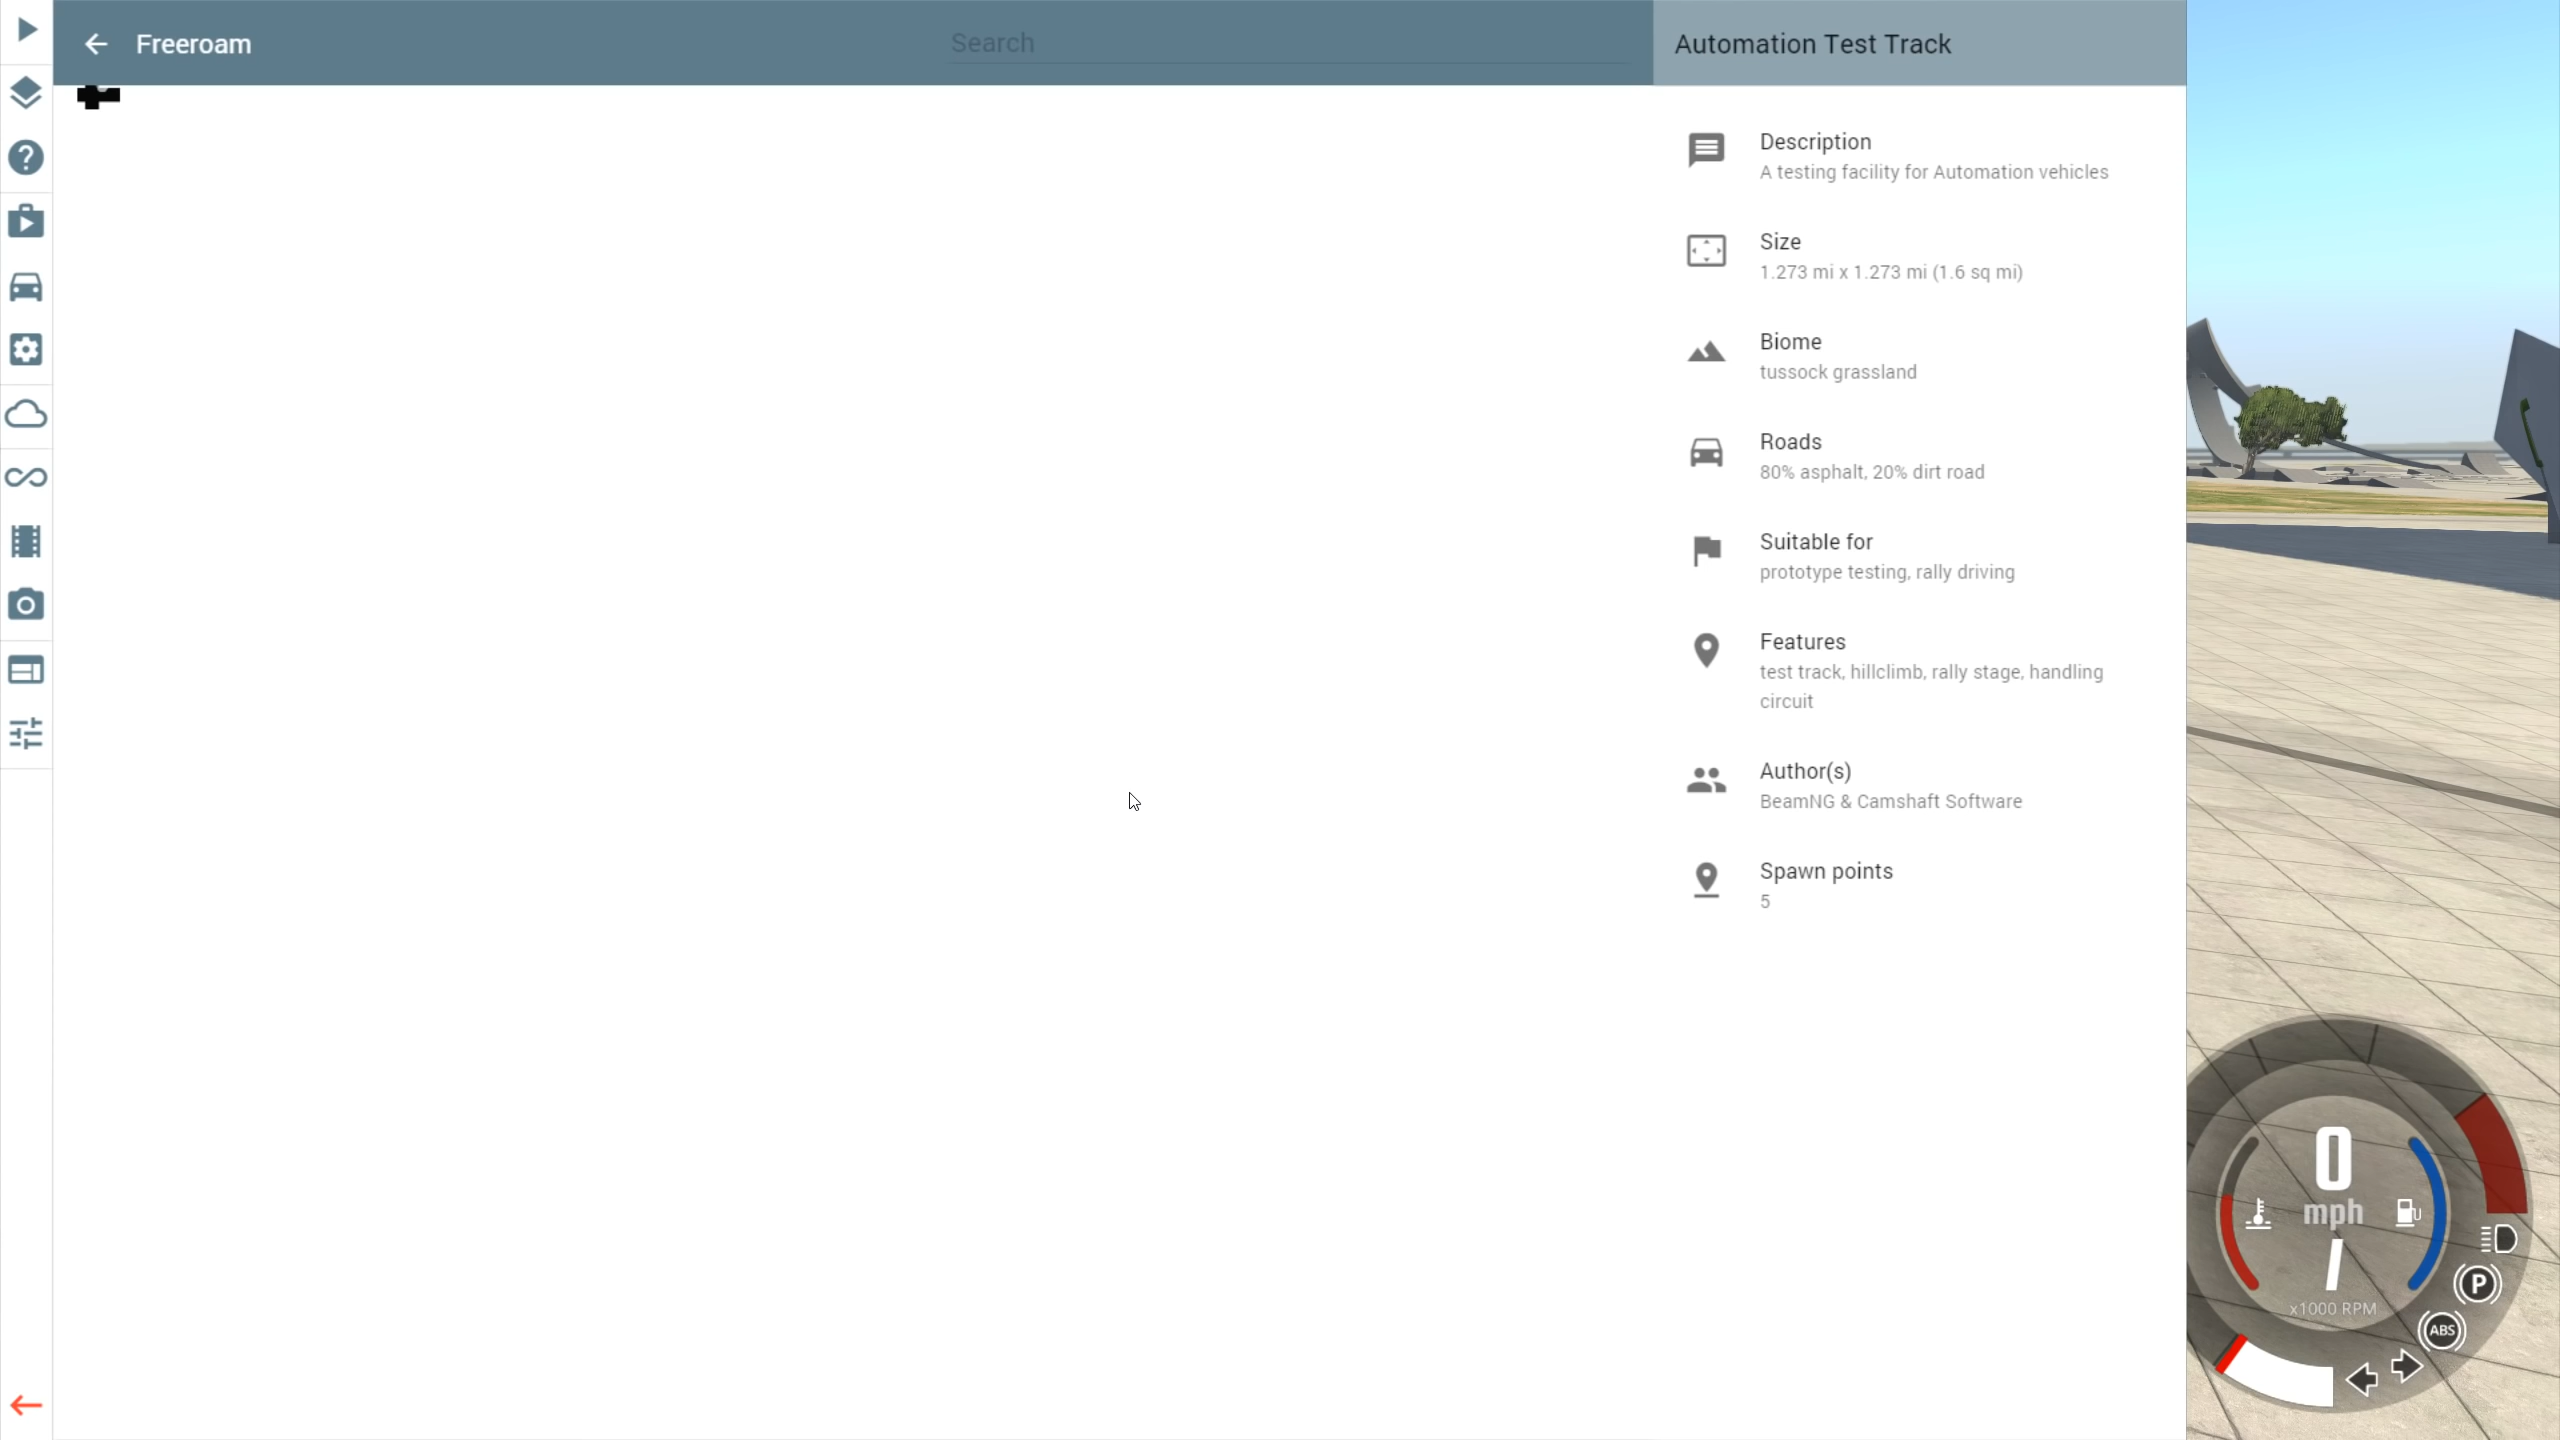 Freeroam
Search
Automation Test Track
Description
A testing facility for Automation vehicles
Size
1.273 mi x 1.273 mi (1.6 sq mi)
Biome
tussock grassland
Roads
80% asphalt, 20% dirt road
Suitable for
prototype testing, rally driving
Features
test track, hillclimb, rally stage, handling
circuit
Author(s)
BeamNG & Camshaft Software
Spawn points
5
0
mph
x1000 RPM
P
ABS